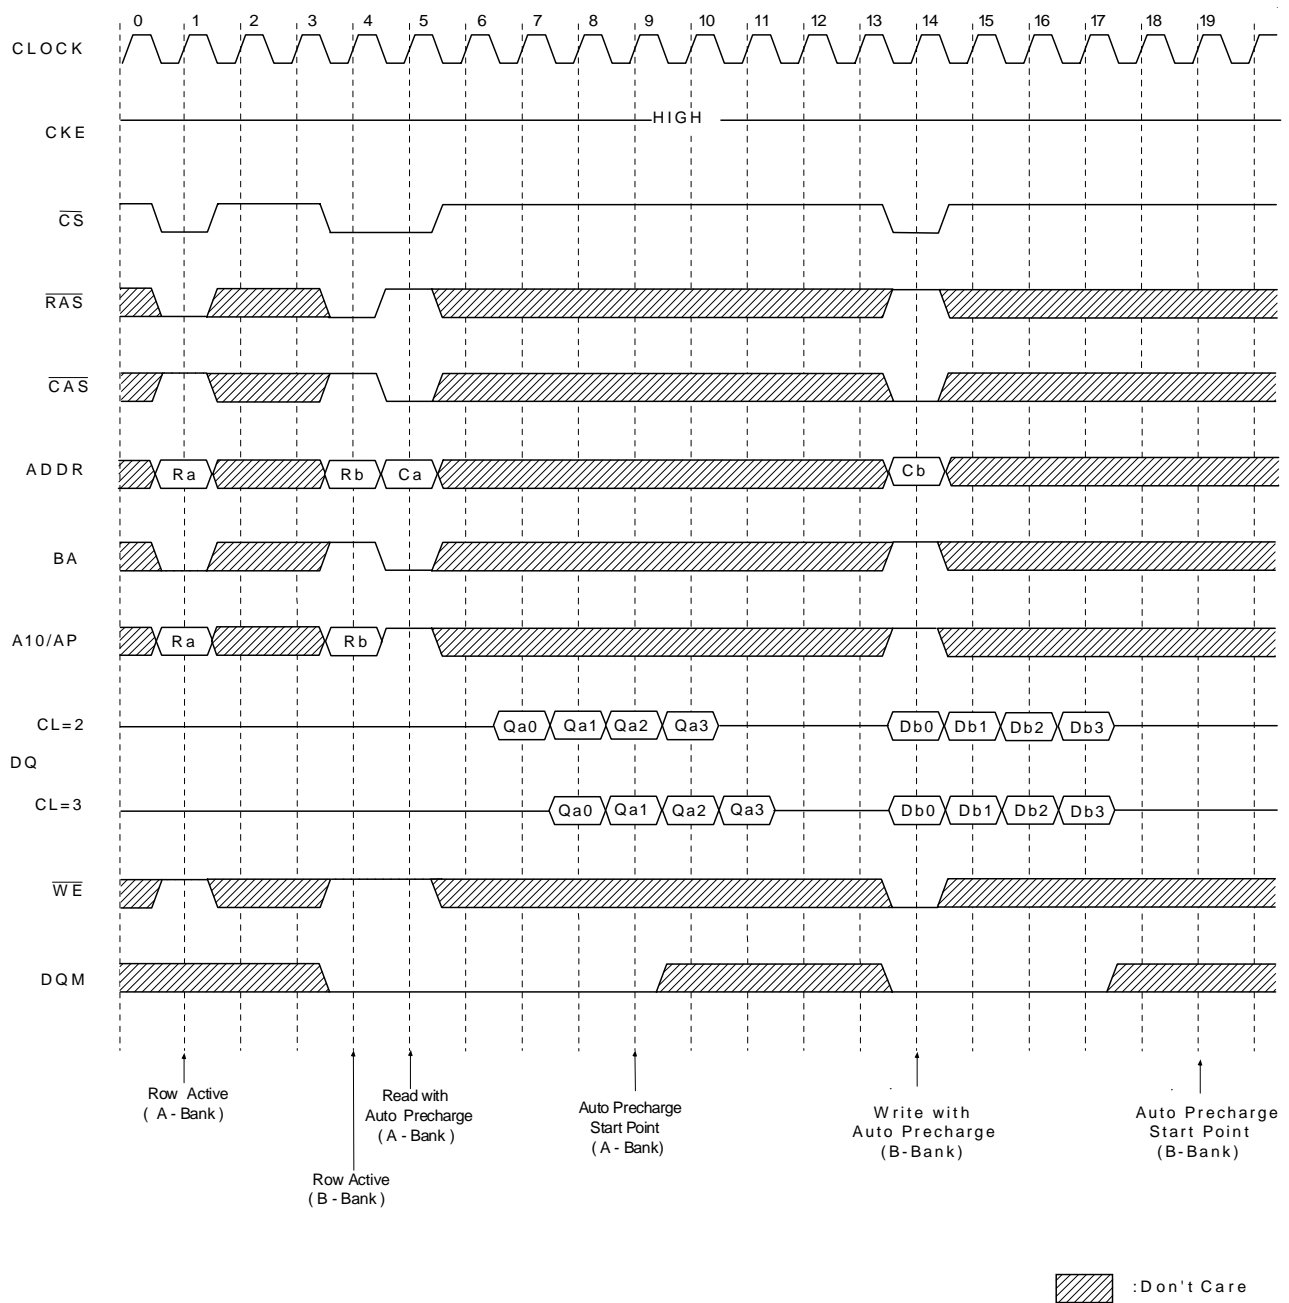 0 1 2 3 4 5 6 7 8 9 10 11 12 13 14 15 16 17 18 19
CLOCK
CKE
HIGH
CS
RAS
CAS
ADDR Ra Rb Ca Cb
BA
A10/AP Ra Rb
CL=2 Qa0 Qa1 Qa2 Qa3 Db0 Db1 Db2 Db3
DQ
CL=3 Qa0 Qa1 Qa2 Qa3 Db0 Db1 Db2 Db3
WE
DQM
Row Active
( A - Bank )
Read with
Auto Precharge
( A - Bank )
Row Active
( B - Bank )
Auto Precharge
Start Point
( A - Bank)
Write with
Auto Precharge
(B-Bank)
Auto Precharge
Start Point
(B-Bank)
:Don't Care